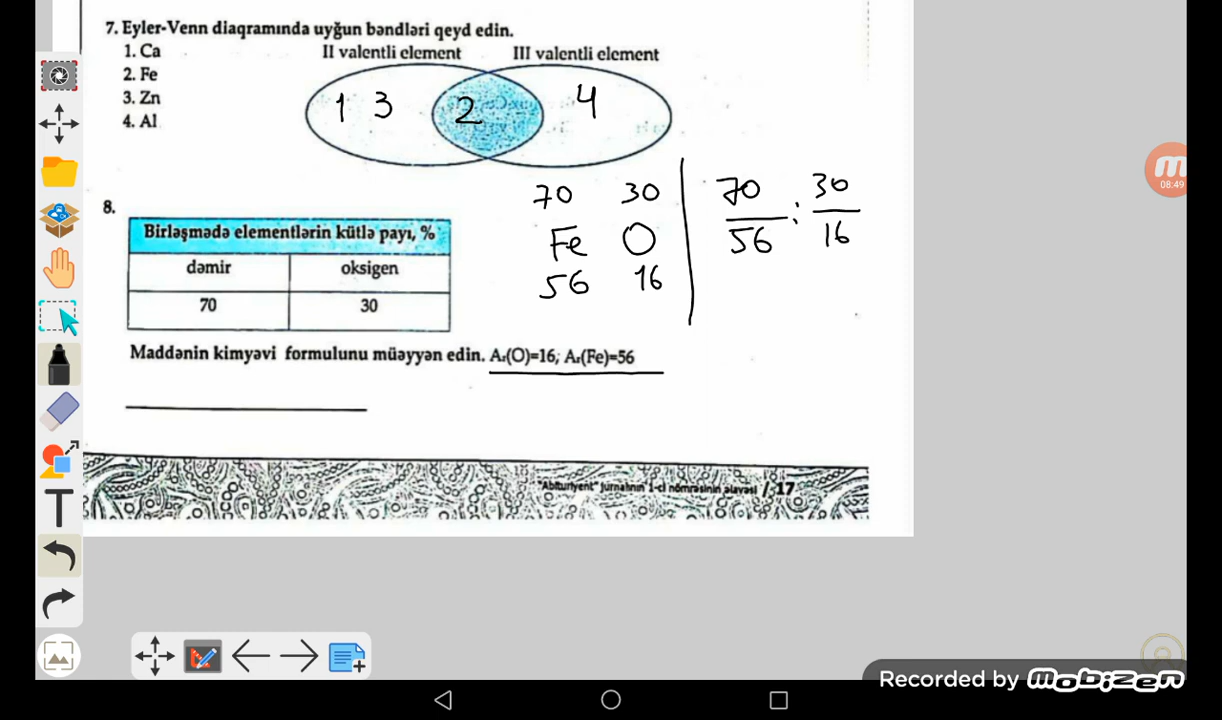 7. Eyler-Venn diaqramında uyğun bəndləri qeyd edin.
1. Ca
2. Fe
3. Zn
4. Al
II valentli element
III valentli element
1 3
2
4
8.
Birləşmədə elementlərin kütlə payı, %
dəmir oksigen
70 30
70 30
Fe O
56 16
70/56 : 30/16
Maddənin kimyəvi formulunu müəyyən edin. Ar(O)=16; Ar(Fe)=56
"Abituriyent" jurnalının 1-ci nömrəsinin əlavəsi / 17
08:49
T
Recorded by mobizen